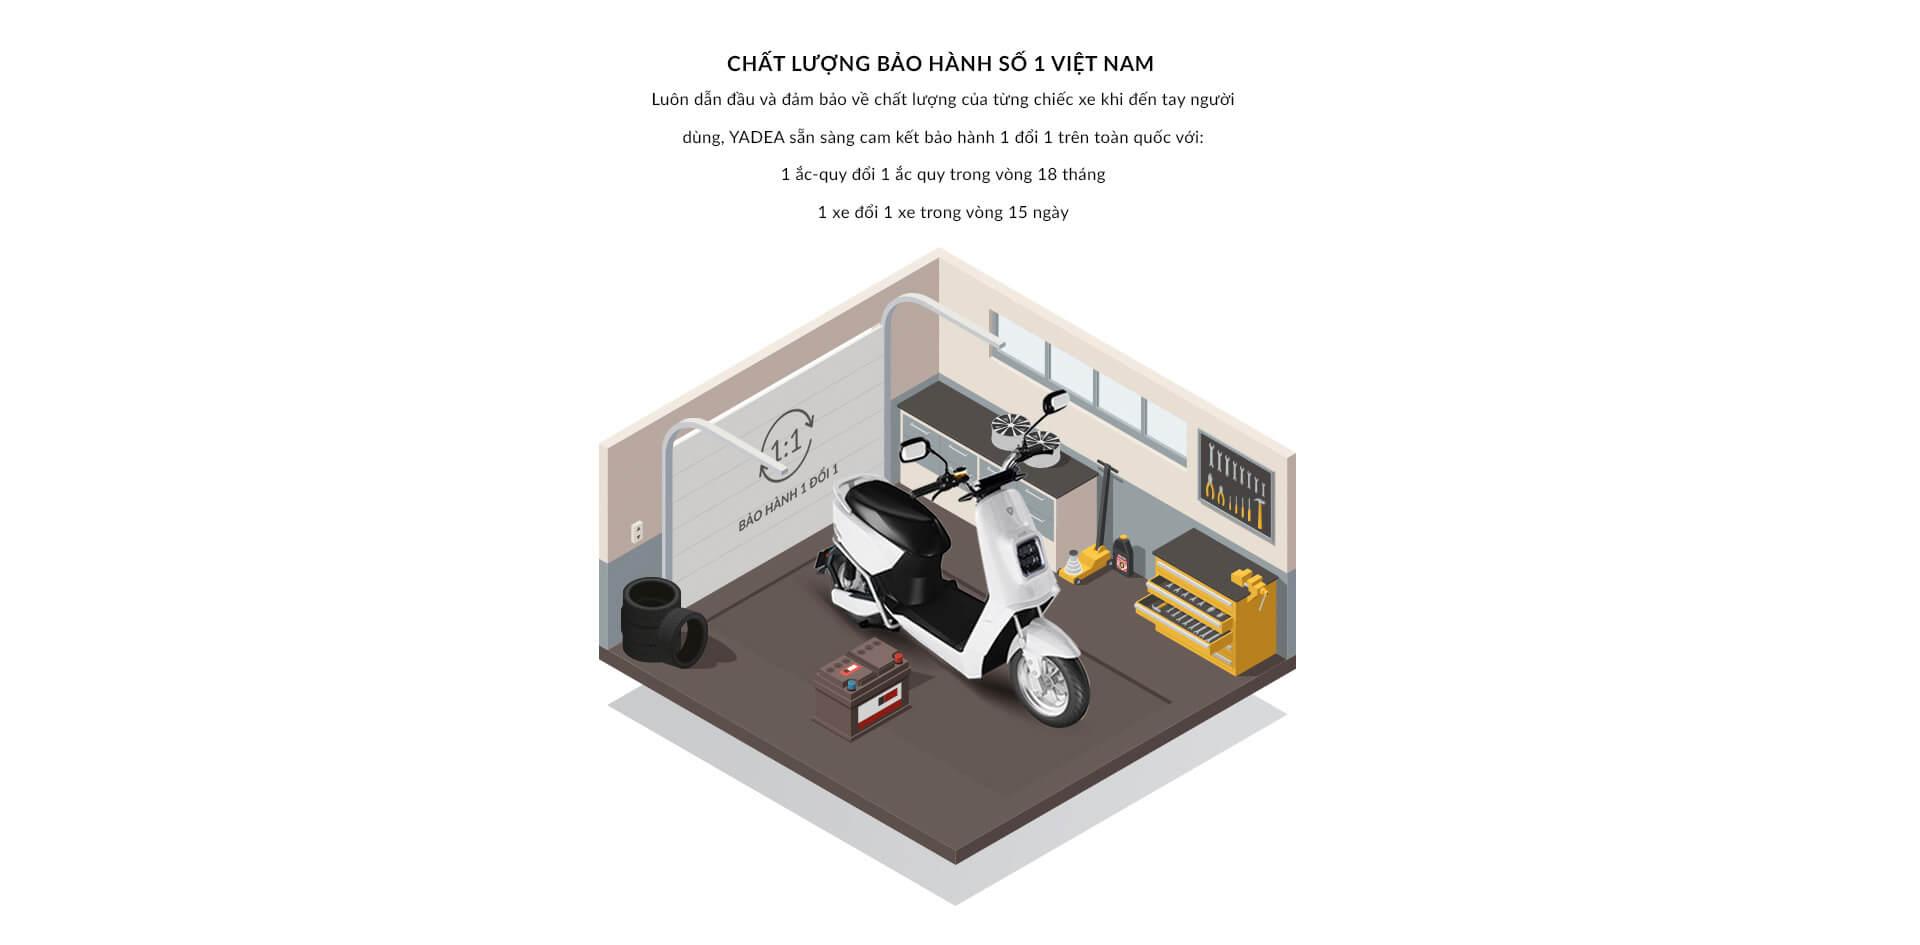 CHẤT LƯỢNG BẢO HÀNH SỐ 1 VIỆT NAM
Luôn dẫn đầu và đảm bảo về chất lượng của từng chiếc xe khi đến tay người
dùng, YADEA sẵn sàng cam kết bảo hành 1 đổi 1 trên toàn quốc với:
1 ắc-quy đổi 1 ắc quy trong vòng 18 tháng
1 xe đổi 1 xe trong vòng 15 ngày
1:1
BẢO HÀNH 1 ĐỔI 1